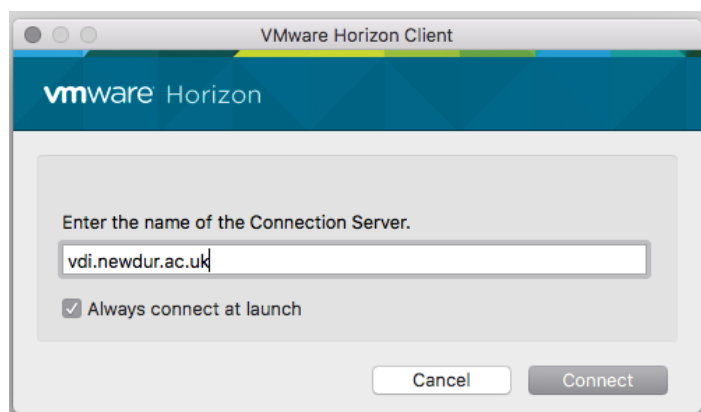 VMware Horizon Client
vmware Horizon
Enter the name of the Connection Server.
vdi.newdur.ac.uk
Always connect at launch
Cancel
Connect